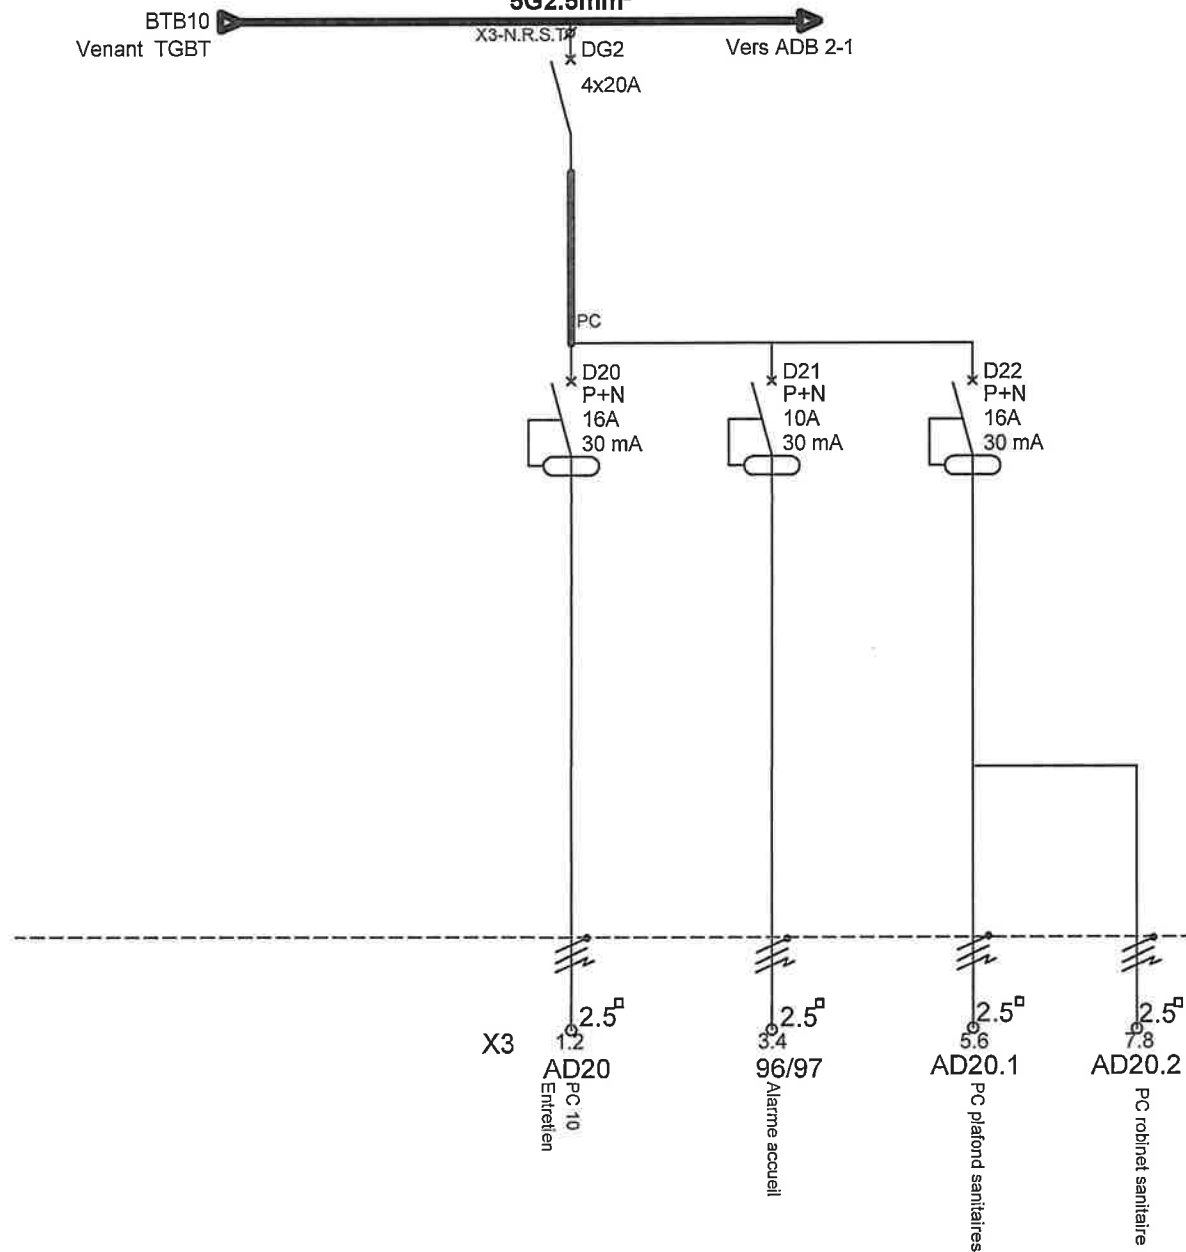 5G2.5mm²
BTB10
Venant TGBT
X3-N.R.S.T
Vers ADB 2-1
DG2
4x20A
PC
D20
P+N
16A
30 mA
D21
P+N
10A
30 mA
D22
P+N
16A
30 mA
2.5
2.5
2.5
2.5
X3
1.2
3.4
5.6
7.8
AD20
96/97
AD20.1
AD20.2
PC 10
Entretien
Alarme accueil
PC plafond sanitaires
PC robinet sanitaire